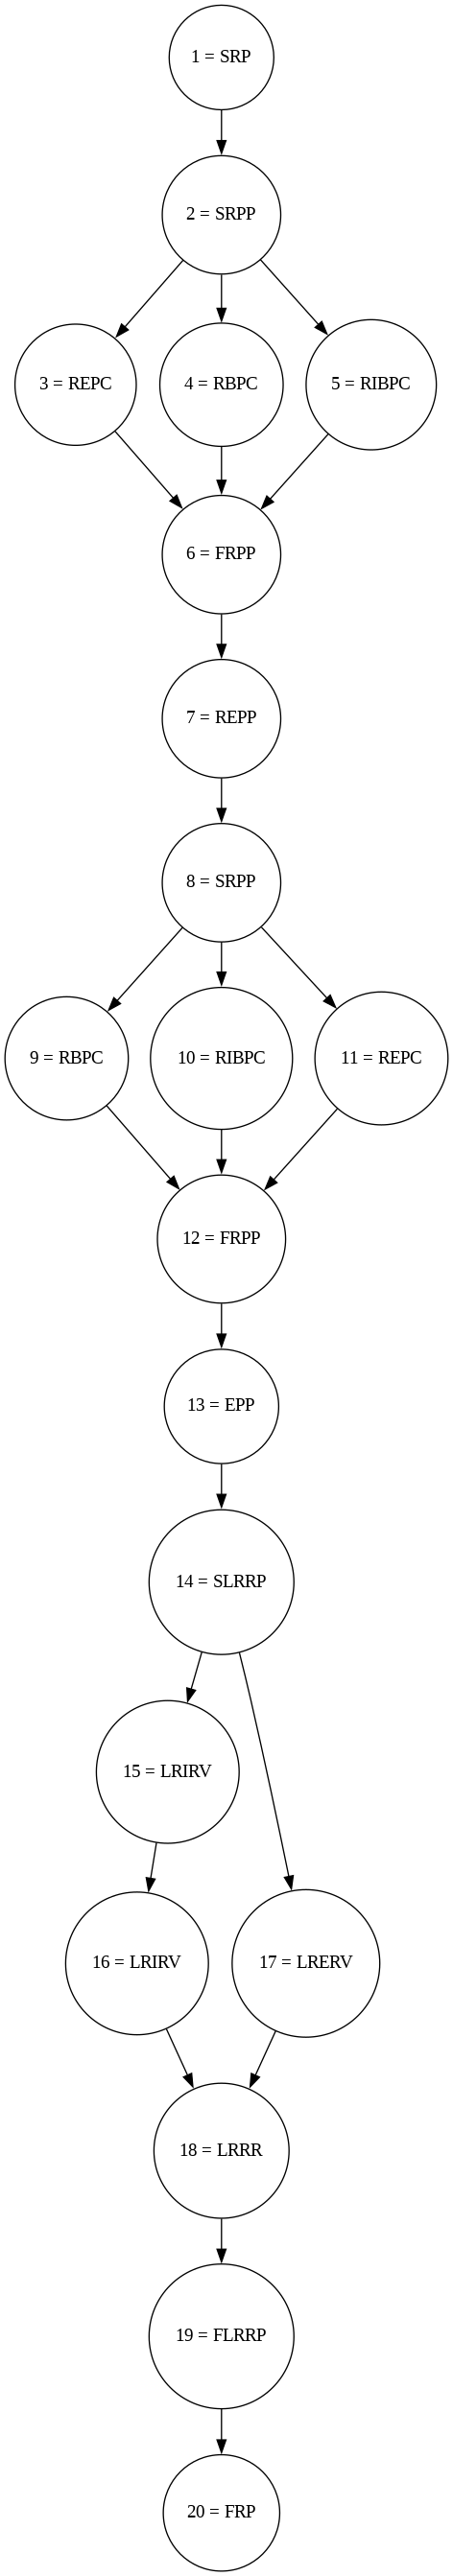 1 = SRP
2 = SRPP
3 = REPC
4 = RBPC
5 = RIBPC
6 = FRPP
7 = REPP
8 = SRPP
9 = RBPC
10 = RIBPC
11 = REPC
12 = FRPP
13 = EPP
14 = SLRRP
15 = LRIRV
16 = LRIRV
17 = LRERV
18 = LRRR
19 = FLRRP
20 = FRP